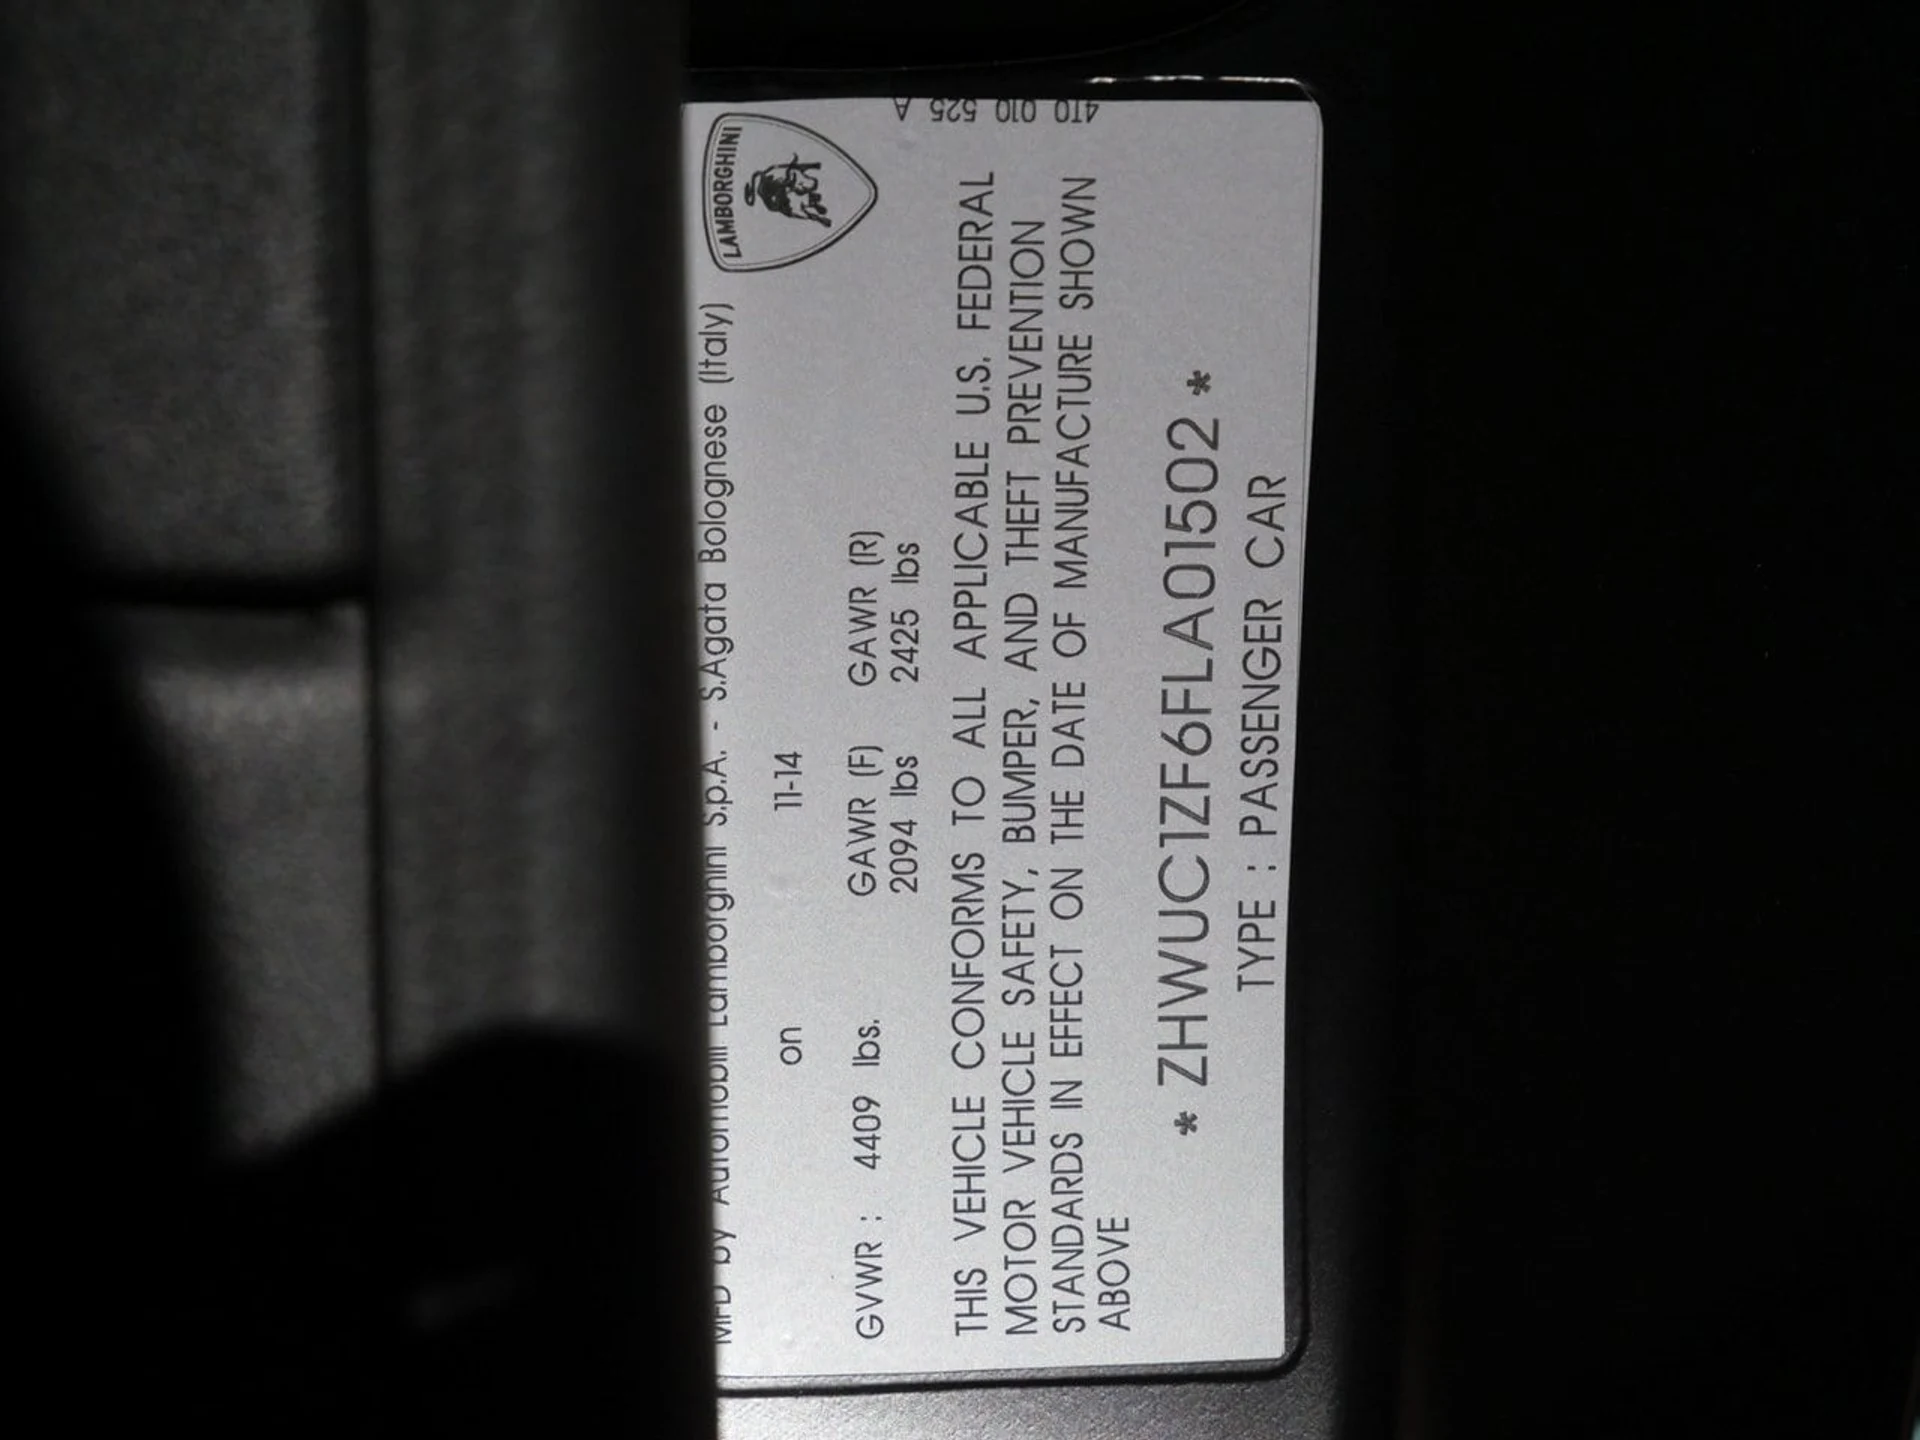 LAMBORGHINI
MFD by Automobili Lamborghini S.p.A. - S.Agata Bolognese (Italy)
on 11-14
GVWR : 4409 lbs. GAWR (F) GAWR (R)
2094 lbs 2425 lbs
THIS VEHICLE CONFORMS TO ALL APPLICABLE U.S. FEDERAL
MOTOR VEHICLE SAFETY, BUMPER, AND THEFT PREVENTION
STANDARDS IN EFFECT ON THE DATE OF MANUFACTURE SHOWN
ABOVE
* ZHWUC1ZF6FLA01502 *
TYPE : PASSENGER CAR
4T0 010 525 A